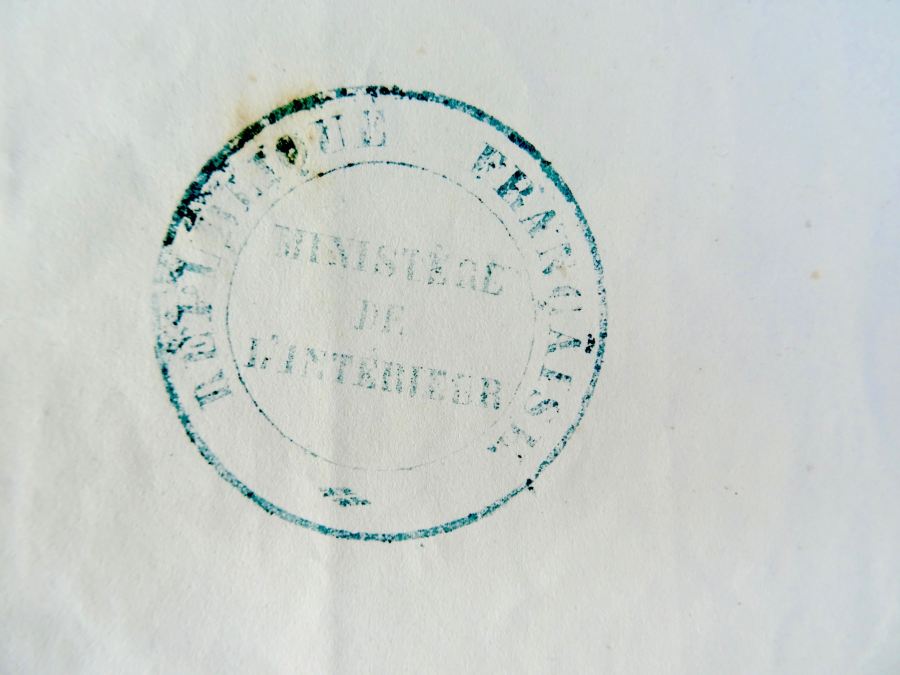 RÉPUBLIQUE FRANÇAISE
MINISTÈRE
DE
L'INTÉRIEUR